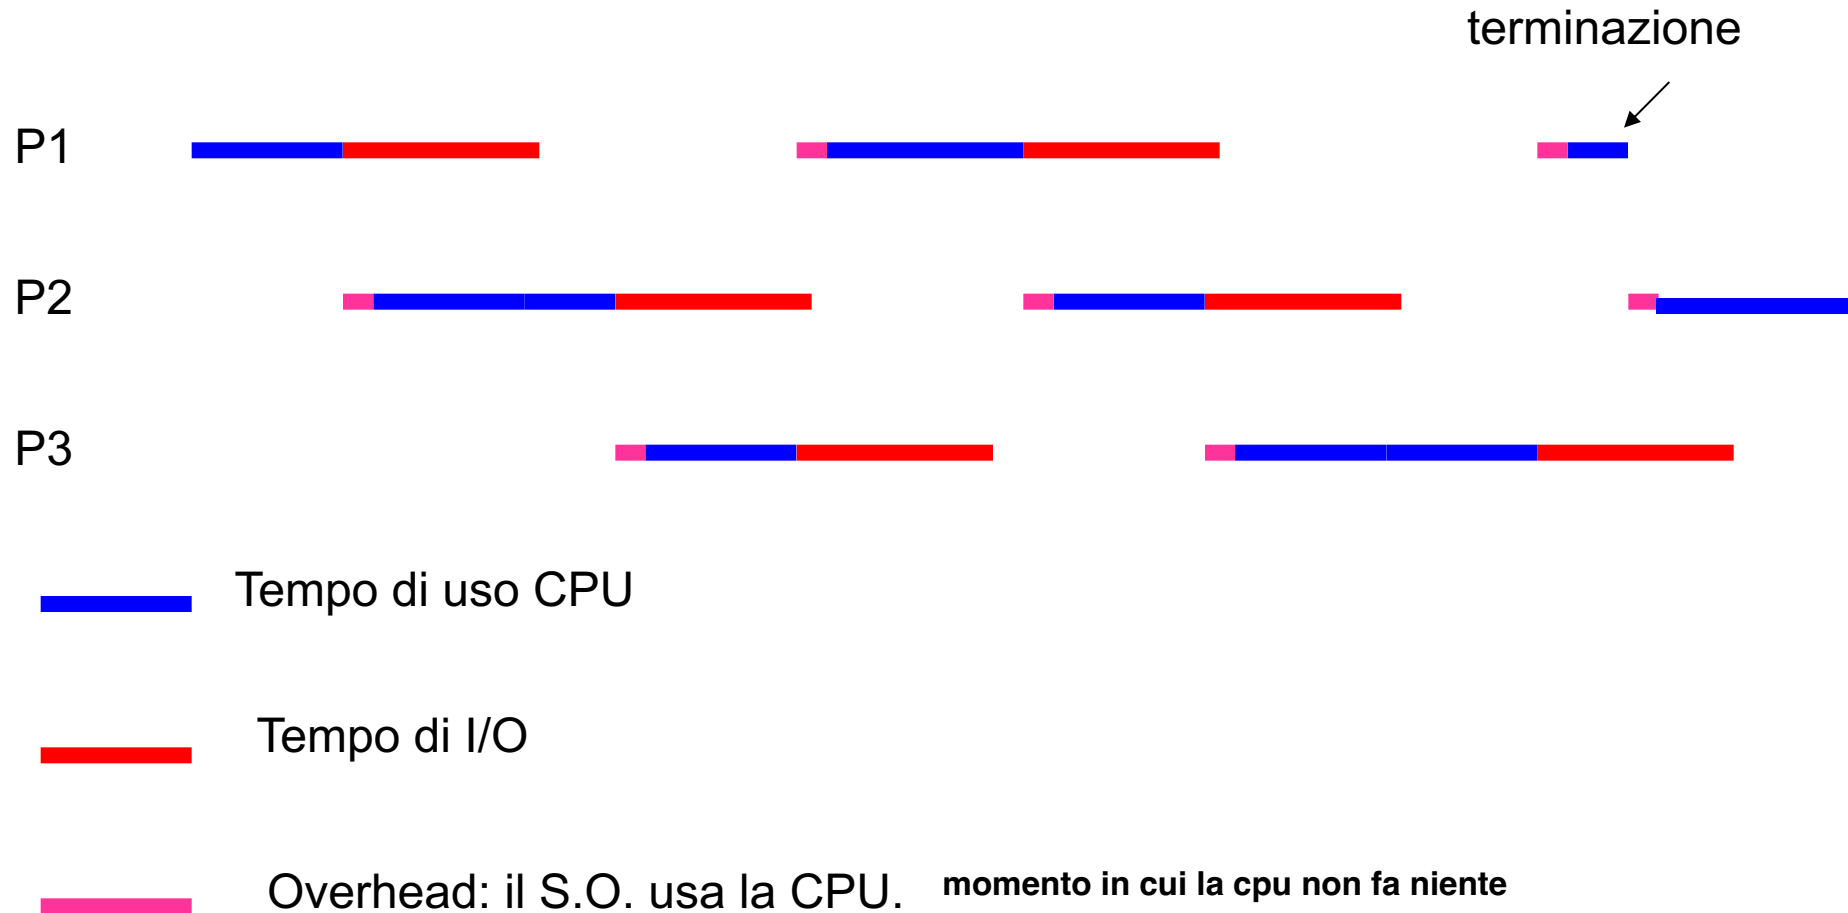 terminazione
P1
P2
P3
Tempo di uso CPU
Tempo di I/O
Overhead: il S.O. usa la CPU. momento in cui la cpu non fa niente